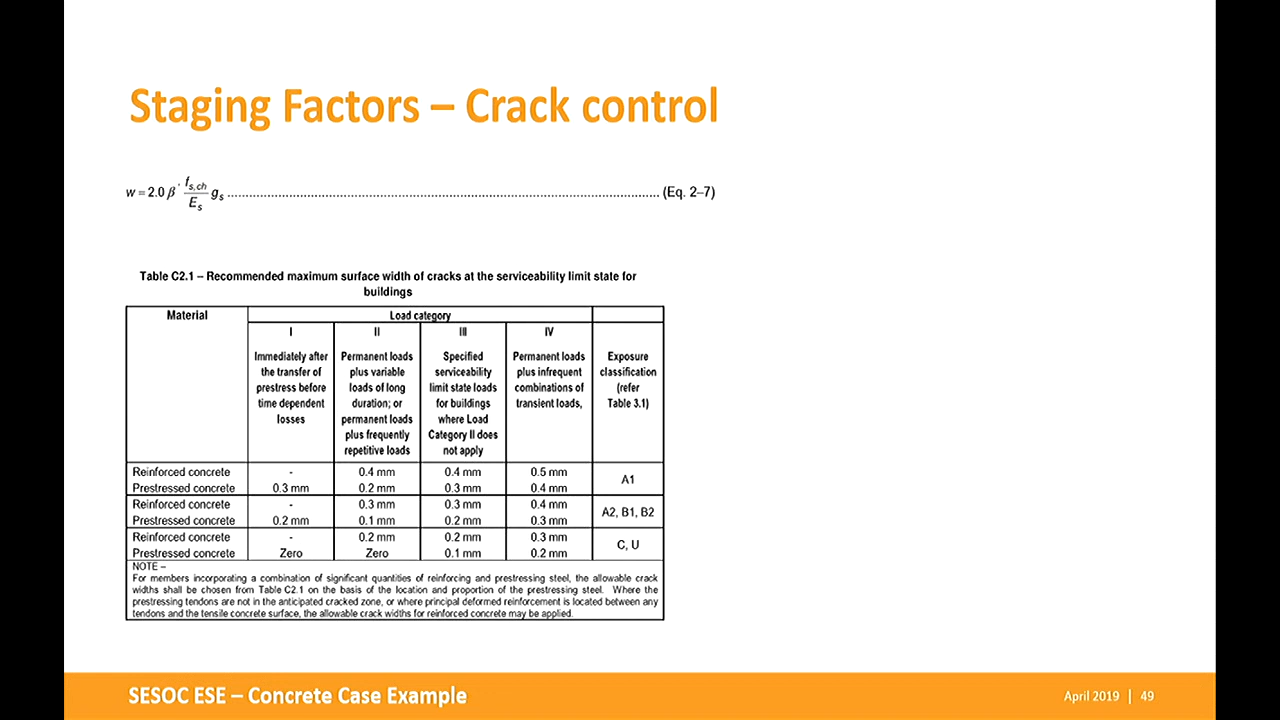 Staging Factors – Crack control
w = 2.0 β' f_s,ch / E_s g_s ........................................................................................................................ (Eq. 2–7)
Table C2.1 – Recommended maximum surface width of cracks at the serviceability limit state for
buildings
Material
Load category
I
II
III
IV
Immediately after
the transfer of
prestress before
time dependent
losses
Permanent loads
plus variable
loads of long
duration; or
permanent loads
plus frequently
repetitive loads
Specified
serviceability
limit state loads
for buildings
where Load
Category II does
not apply
Permanent loads
plus infrequent
combinations of
transient loads,
Exposure
classification
(refer
Table 3.1)
Reinforced concrete - 0.4 mm 0.4 mm 0.5 mm
Prestressed concrete 0.3 mm 0.2 mm 0.3 mm 0.4 mm
A1
Reinforced concrete - 0.3 mm 0.3 mm 0.4 mm
Prestressed concrete 0.2 mm 0.1 mm 0.2 mm 0.3 mm
A2, B1, B2
Reinforced concrete - 0.2 mm 0.2 mm 0.3 mm
Prestressed concrete Zero Zero 0.1 mm 0.2 mm
C, U
NOTE –
For members incorporating a combination of significant quantities of reinforcing and prestressing steel, the allowable crack
widths shall be chosen from Table C2.1 on the basis of the location and proportion of the prestressing steel. Where the
prestressing tendons are not in the anticipated cracked zone, or where principal deformed reinforcement is located between any
tendons and the tensile concrete surface, the allowable crack widths for reinforced concrete may be applied.
SESOC ESE – Concrete Case Example
April 2019 | 49